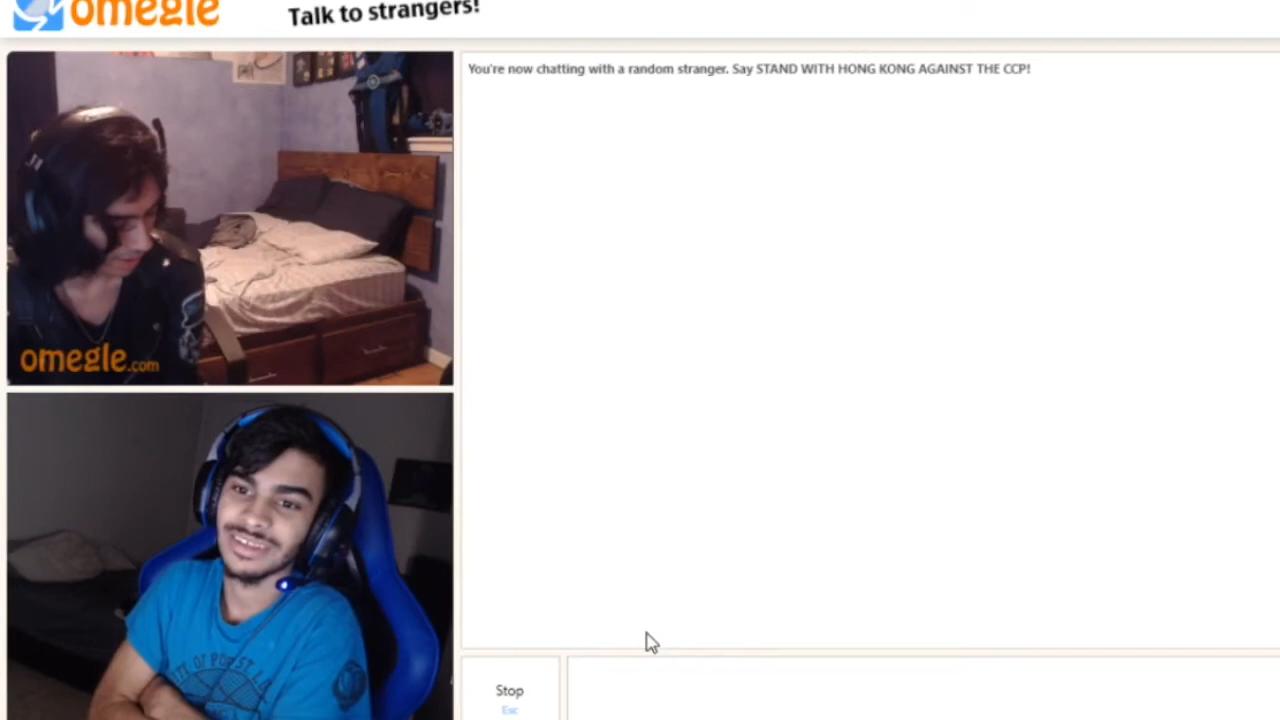 omegle
Talk to strangers!
You're now chatting with a random stranger. Say STAND WITH HONG KONG AGAINST THE CCP!
omegle.com
Stop
Esc